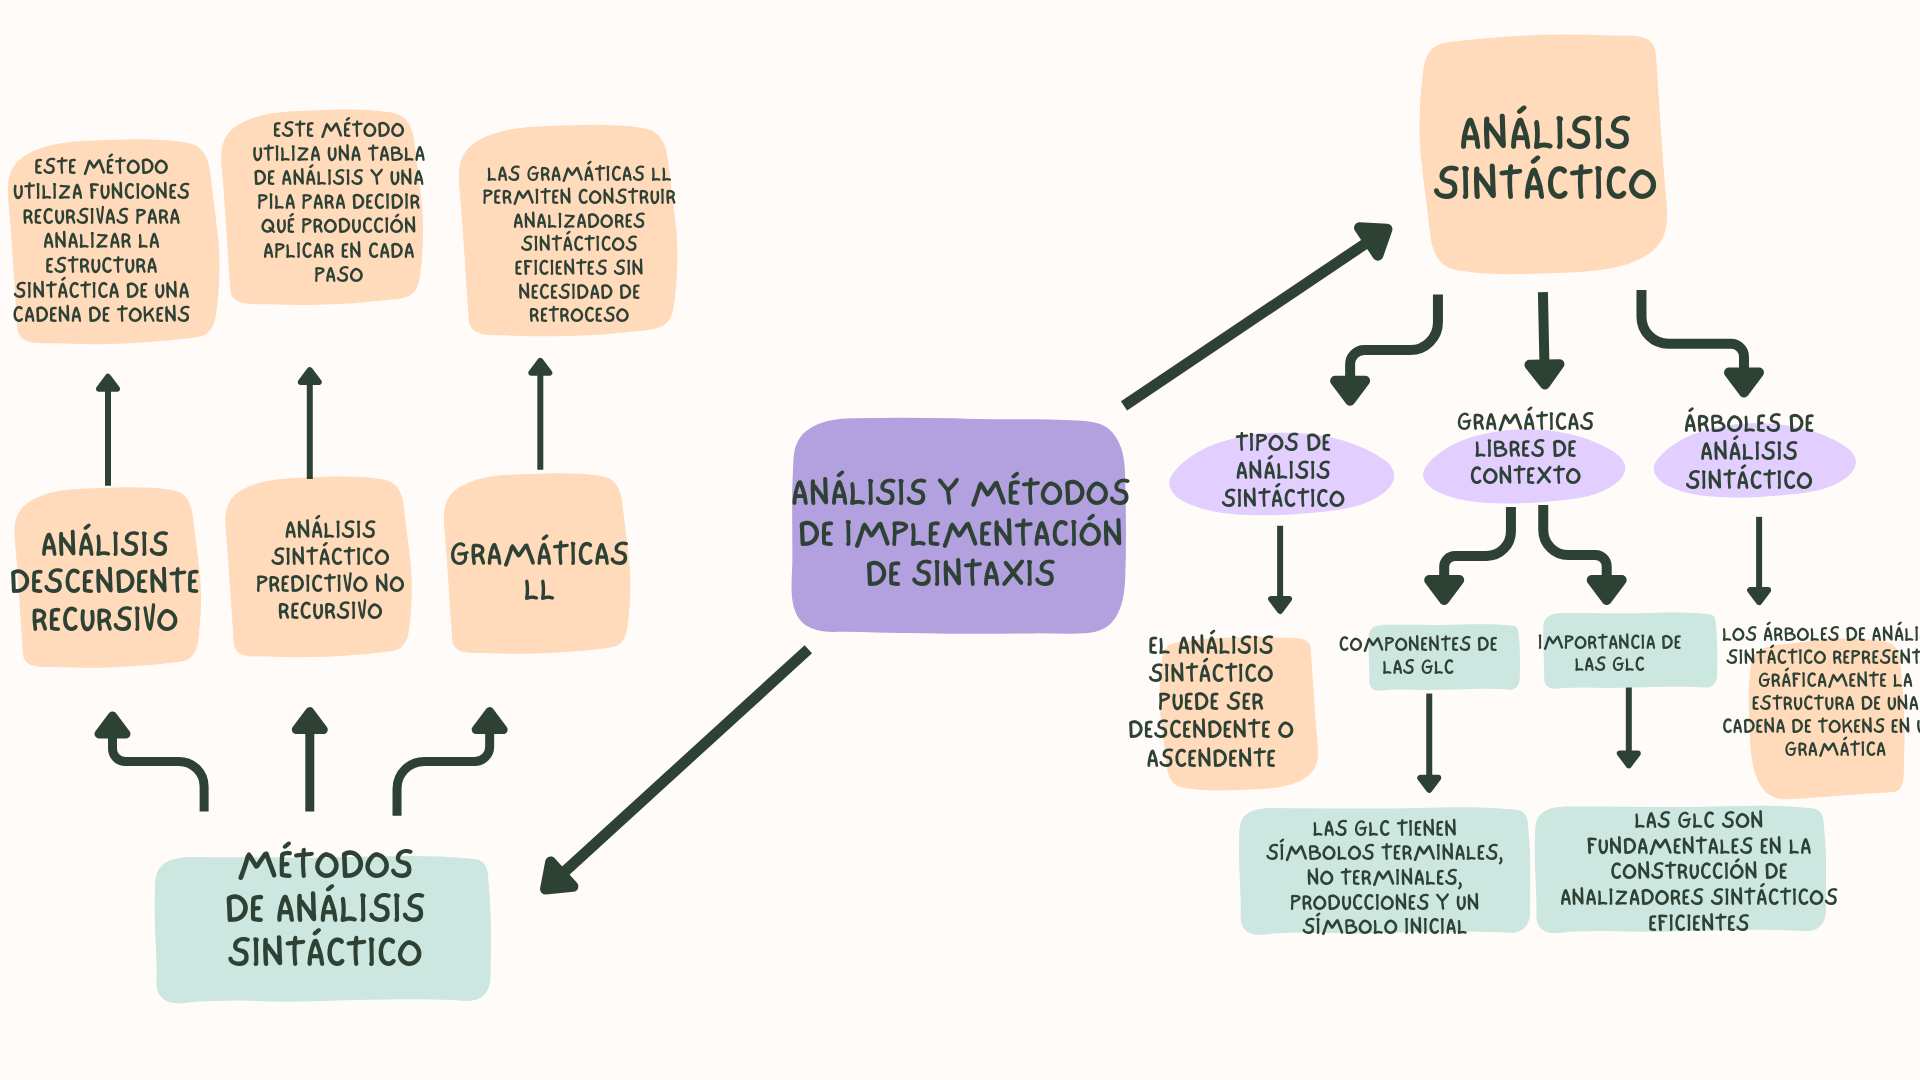 ANÁLISIS
SINTÁCTICO
ESTE MÉTODO
UTILIZA FUNCIONES
RECURSIVAS PARA
ANALIZAR LA
ESTRUCTURA
SINTÁCTICA DE UNA
CADENA DE TOKENS
ESTE MÉTODO
UTILIZA UNA TABLA
DE ANÁLISIS Y UNA
PILA PARA DECIDIR
QUÉ PRODUCCIÓN
APLICAR EN CADA
PASO
LAS GRAMÁTICAS LL
PERMITEN CONSTRUIR
ANALIZADORES
SINTÁCTICOS
EFICIENTES SIN
NECESIDAD DE
RETROCESO
ANÁLISIS
DESCENDENTE
RECURSIVO
ANÁLISIS
SINTÁCTICO
PREDICTIVO NO
RECURSIVO
GRAMÁTICAS
LL
ANÁLISIS Y MÉTODOS
DE IMPLEMENTACIÓN
DE SINTAXIS
TIPOS DE
ANÁLISIS
SINTÁCTICO
GRAMÁTICAS
LIBRES DE
CONTEXTO
ÁRBOLES DE
ANÁLISIS
SINTÁCTICO
EL ANÁLISIS
SINTÁCTICO
PUEDE SER
DESCENDENTE O
ASCENDENTE
COMPONENTES DE
LAS GLC
IMPORTANCIA DE
LAS GLC
LOS ÁRBOLES DE
SINTÁCTICO
GRÁFICAMENTE LA
ESTRUCTURA DE UNA
CADENA DE TOKENS EN
GRAMÁTICA
LAS GLC TIENEN
SÍMBOLOS TERMINALES,
NO TERMINALES,
PRODUCCIONES Y UN
SÍMBOLO INICIAL
LAS GLC SON
FUNDAMENTALES EN LA
CONSTRUCCIÓN DE
ANALIZADORES SINTÁCTICOS
EFICIENTES
MÉTODOS
DE ANÁLISIS
SINTÁCTICO